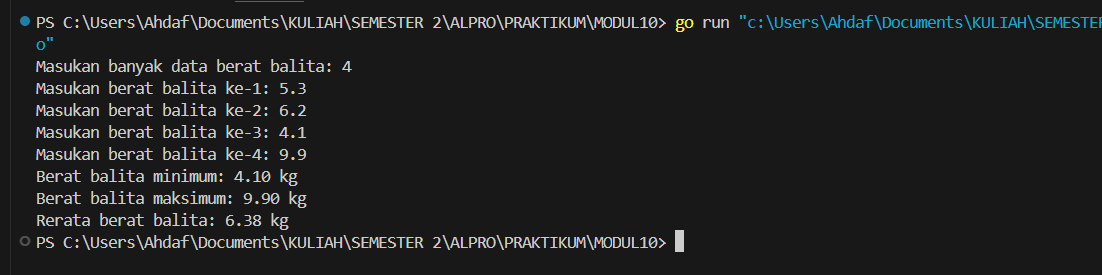 PS C:\Users\Ahdaf\Documents\KULIAH\SEMESTER 2\ALPRO\PRAKTIKUM\MODUL10> go run "c:\Users\Ahdaf\Documents\KULIAH\SEMESTE
o"
Masukan banyak data berat balita: 4
Masukan berat balita ke-1: 5.3
Masukan berat balita ke-2: 6.2
Masukan berat balita ke-3: 4.1
Masukan berat balita ke-4: 9.9
Berat balita minimum: 4.10 kg
Berat balita maksimum: 9.90 kg
Rerata berat balita: 6.38 kg
PS C:\Users\Ahdaf\Documents\KULIAH\SEMESTER 2\ALPRO\PRAKTIKUM\MODUL10>